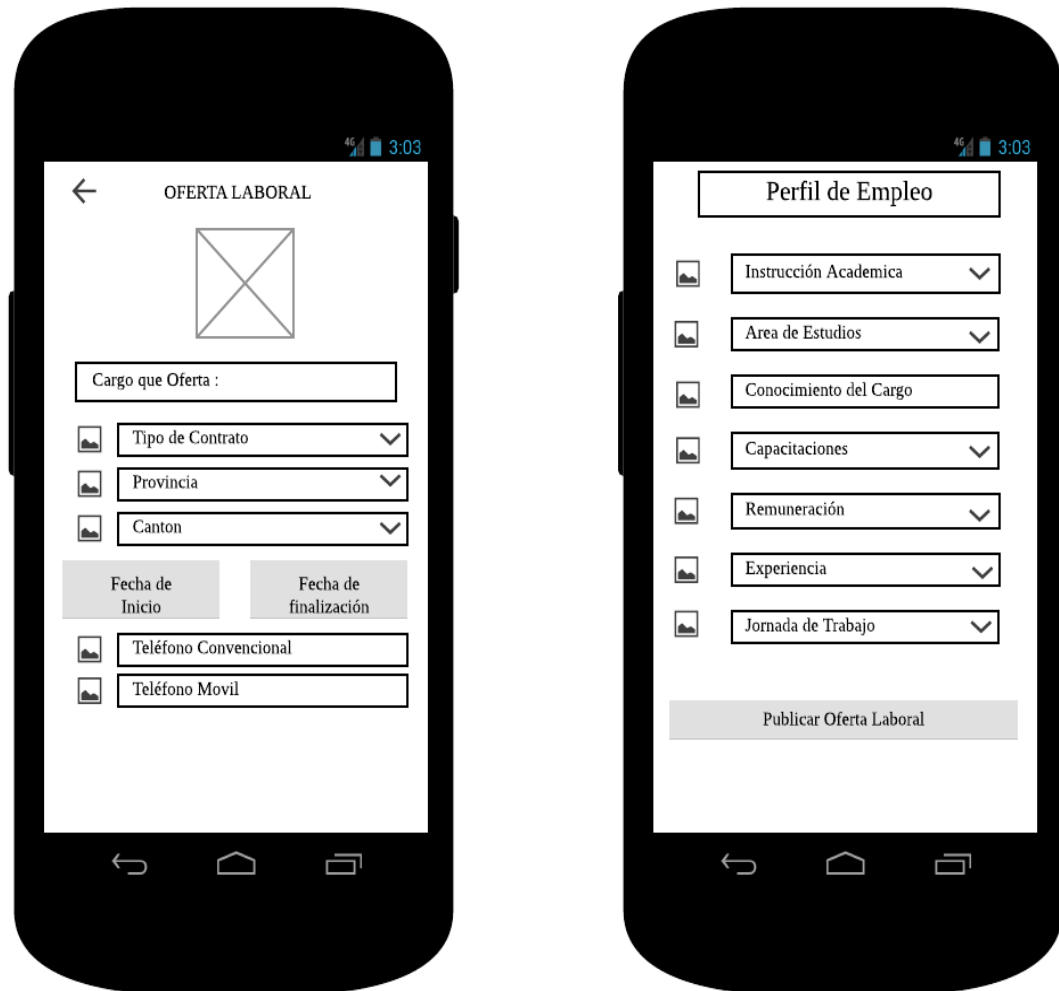 4G 3:03
OFERTA LABORAL
Cargo que Oferta :
Tipo de Contrato
Provincia
Canton
Fecha de
Inicio
Fecha de
finalización
Teléfono Convencional
Teléfono Movil
4G 3:03
Perfil de Empleo
Instrucción Academica
Area de Estudios
Conocimiento del Cargo
Capacitaciones
Remuneración
Experiencia
Jornada de Trabajo
Publicar Oferta Laboral